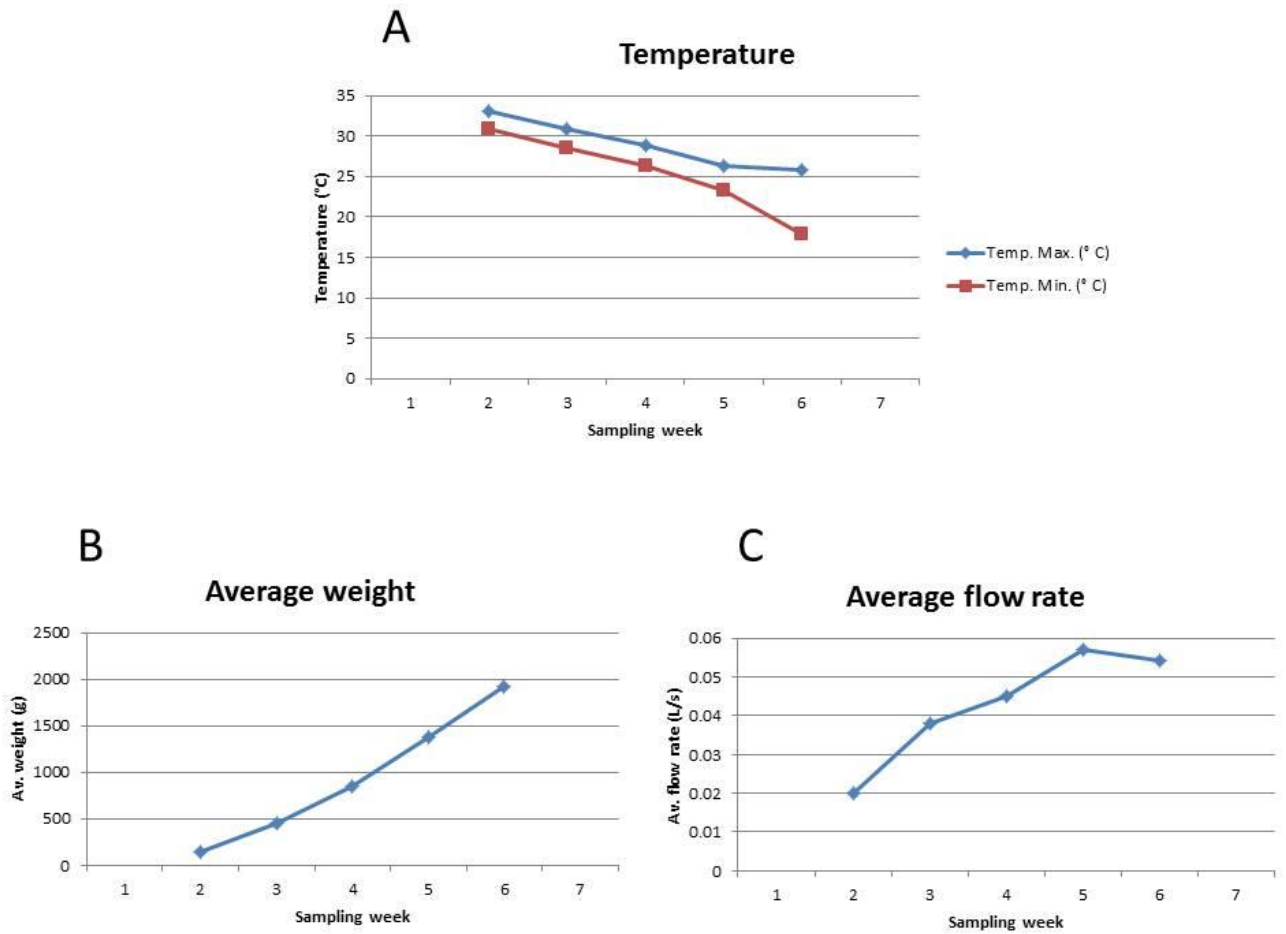 A
Temperature
Temperature (°C)
35
30
25
20
15
10
5
0
1 2 3 4 5 6 7
Sampling week
Temp. Max. (° C)
Temp. Min. (° C)
B
Average weight
Av. weight (g)
2500
2000
1500
1000
500
0
1 2 3 4 5 6 7
Sampling week
C
Average flow rate
Av. flow rate (L/s)
0.06
0.05
0.04
0.03
0.02
0.01
0
1 2 3 4 5 6 7
Sampling week